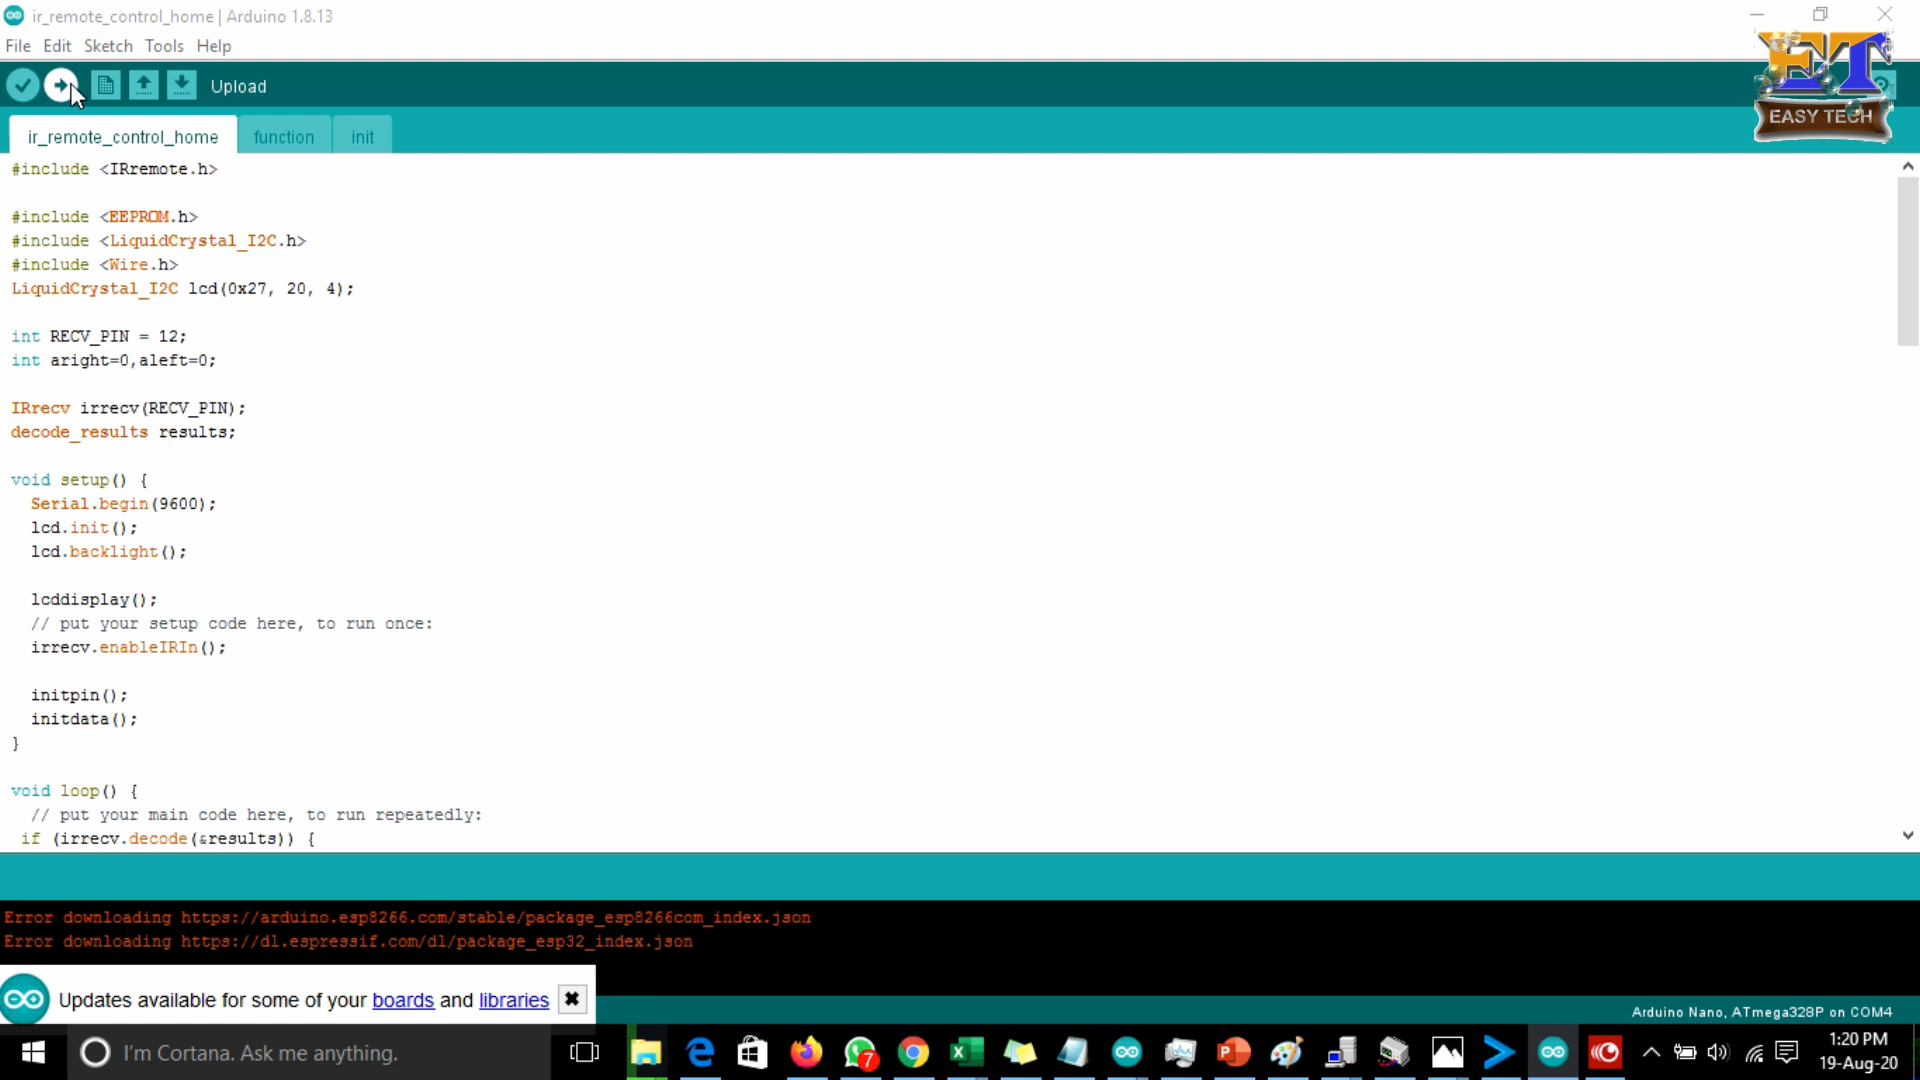 ir_remote_control_home | Arduino 1.8.13
File Edit Sketch Tools Help
Upload
ET
EASY TECH
ir_remote_control_home function init
#include <IRremote.h>
#include <EEPROM.h>
#include <LiquidCrystal_I2C.h>
#include <Wire.h>
LiquidCrystal_I2C lcd(0x27, 20, 4);
int RECV_PIN = 12;
int aright=0,aleft=0;
IRrecv irrecv(RECV_PIN);
decode_results results;
void setup() {
Serial.begin(9600);
lcd.init();
lcd.backlight();
lcddisplay();
// put your setup code here, to run once:
irrecv.enableIRIn();
initpin();
initdata();
}
void loop() {
// put your main code here, to run repeatedly:
if (irrecv.decode(&results)) {
Error downloading https://arduino.esp8266.com/stable/package_esp8266com_index.json
Error downloading https://dl.espressif.com/dl/package_esp32_index.json
Updates available for some of your boards and libraries
Arduino Nano, ATmega328P on COM4
I'm Cortana. Ask me anything.
7
1:20 PM
19-Aug-20